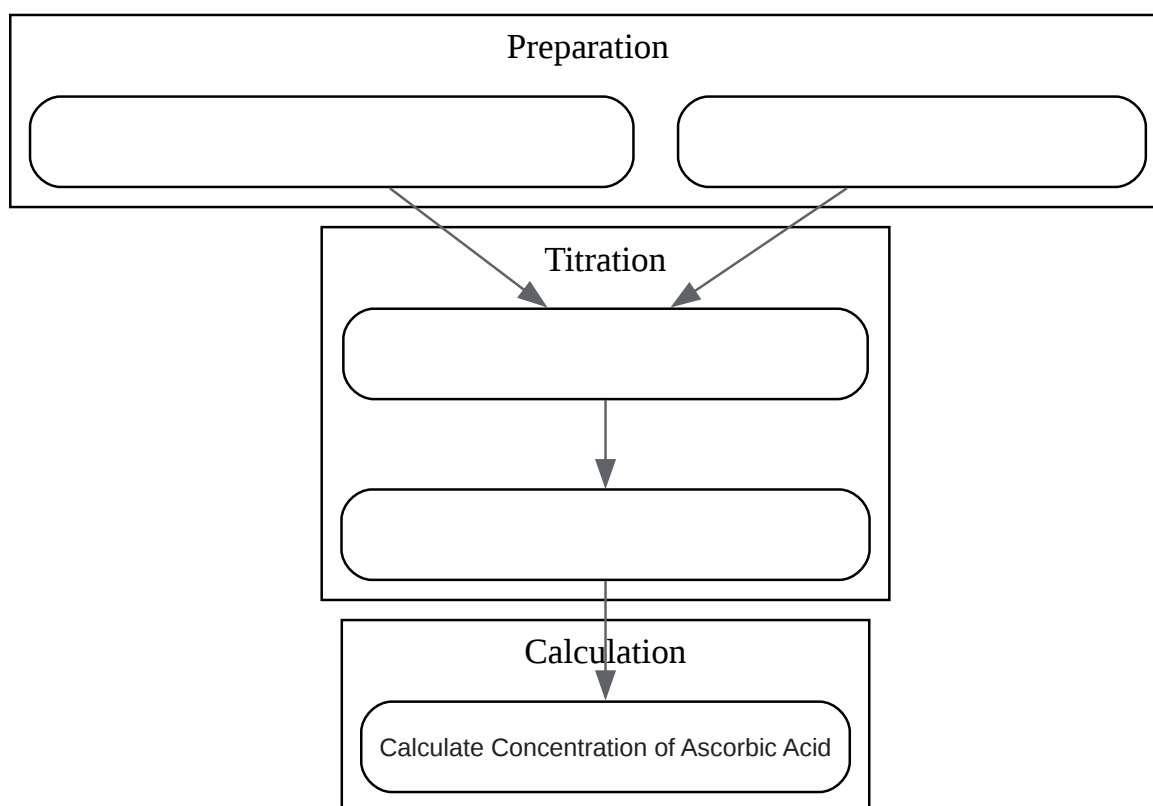 Preparation
Titration
Calculation
Calculate Concentration of Ascorbic Acid